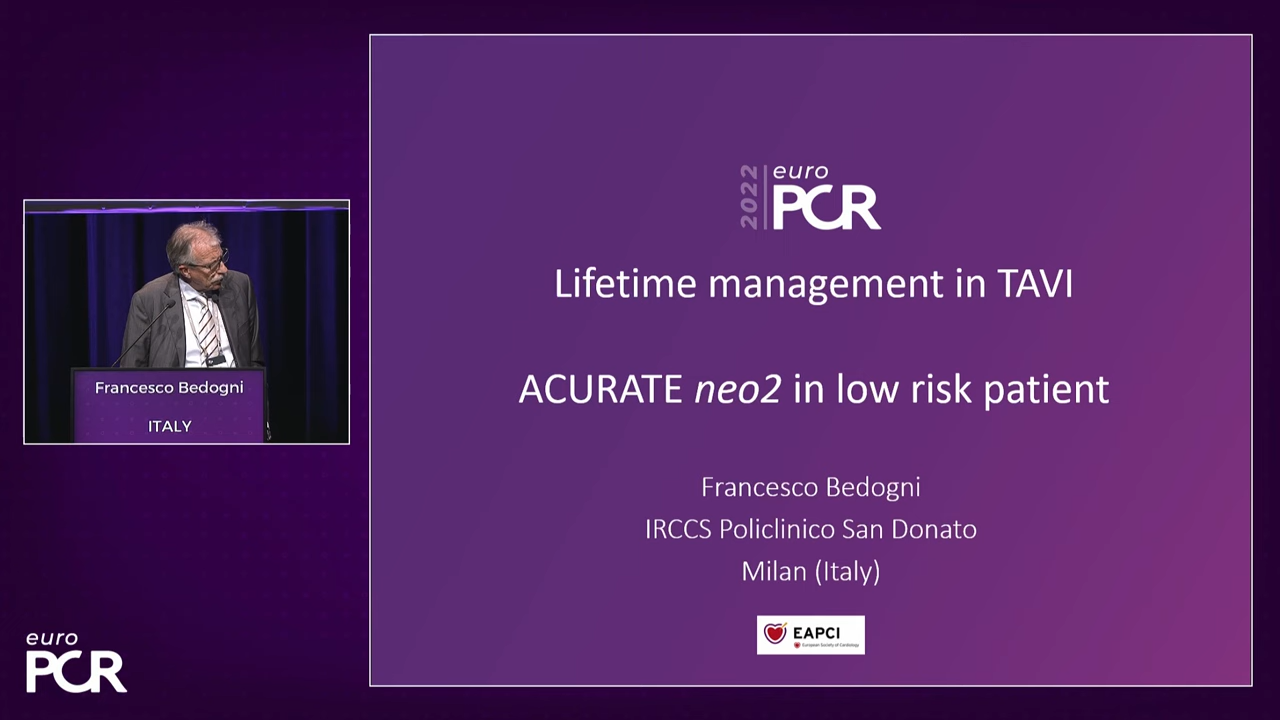 Francesco Bedogni
ITALY
euro
PCR
2022
euro
PCR
Lifetime management in TAVI
ACURATE neo2 in low risk patient
Francesco Bedogni
IRCCS Policlinico San Donato
Milan (Italy)
EAPCI
European Society of Cardiology